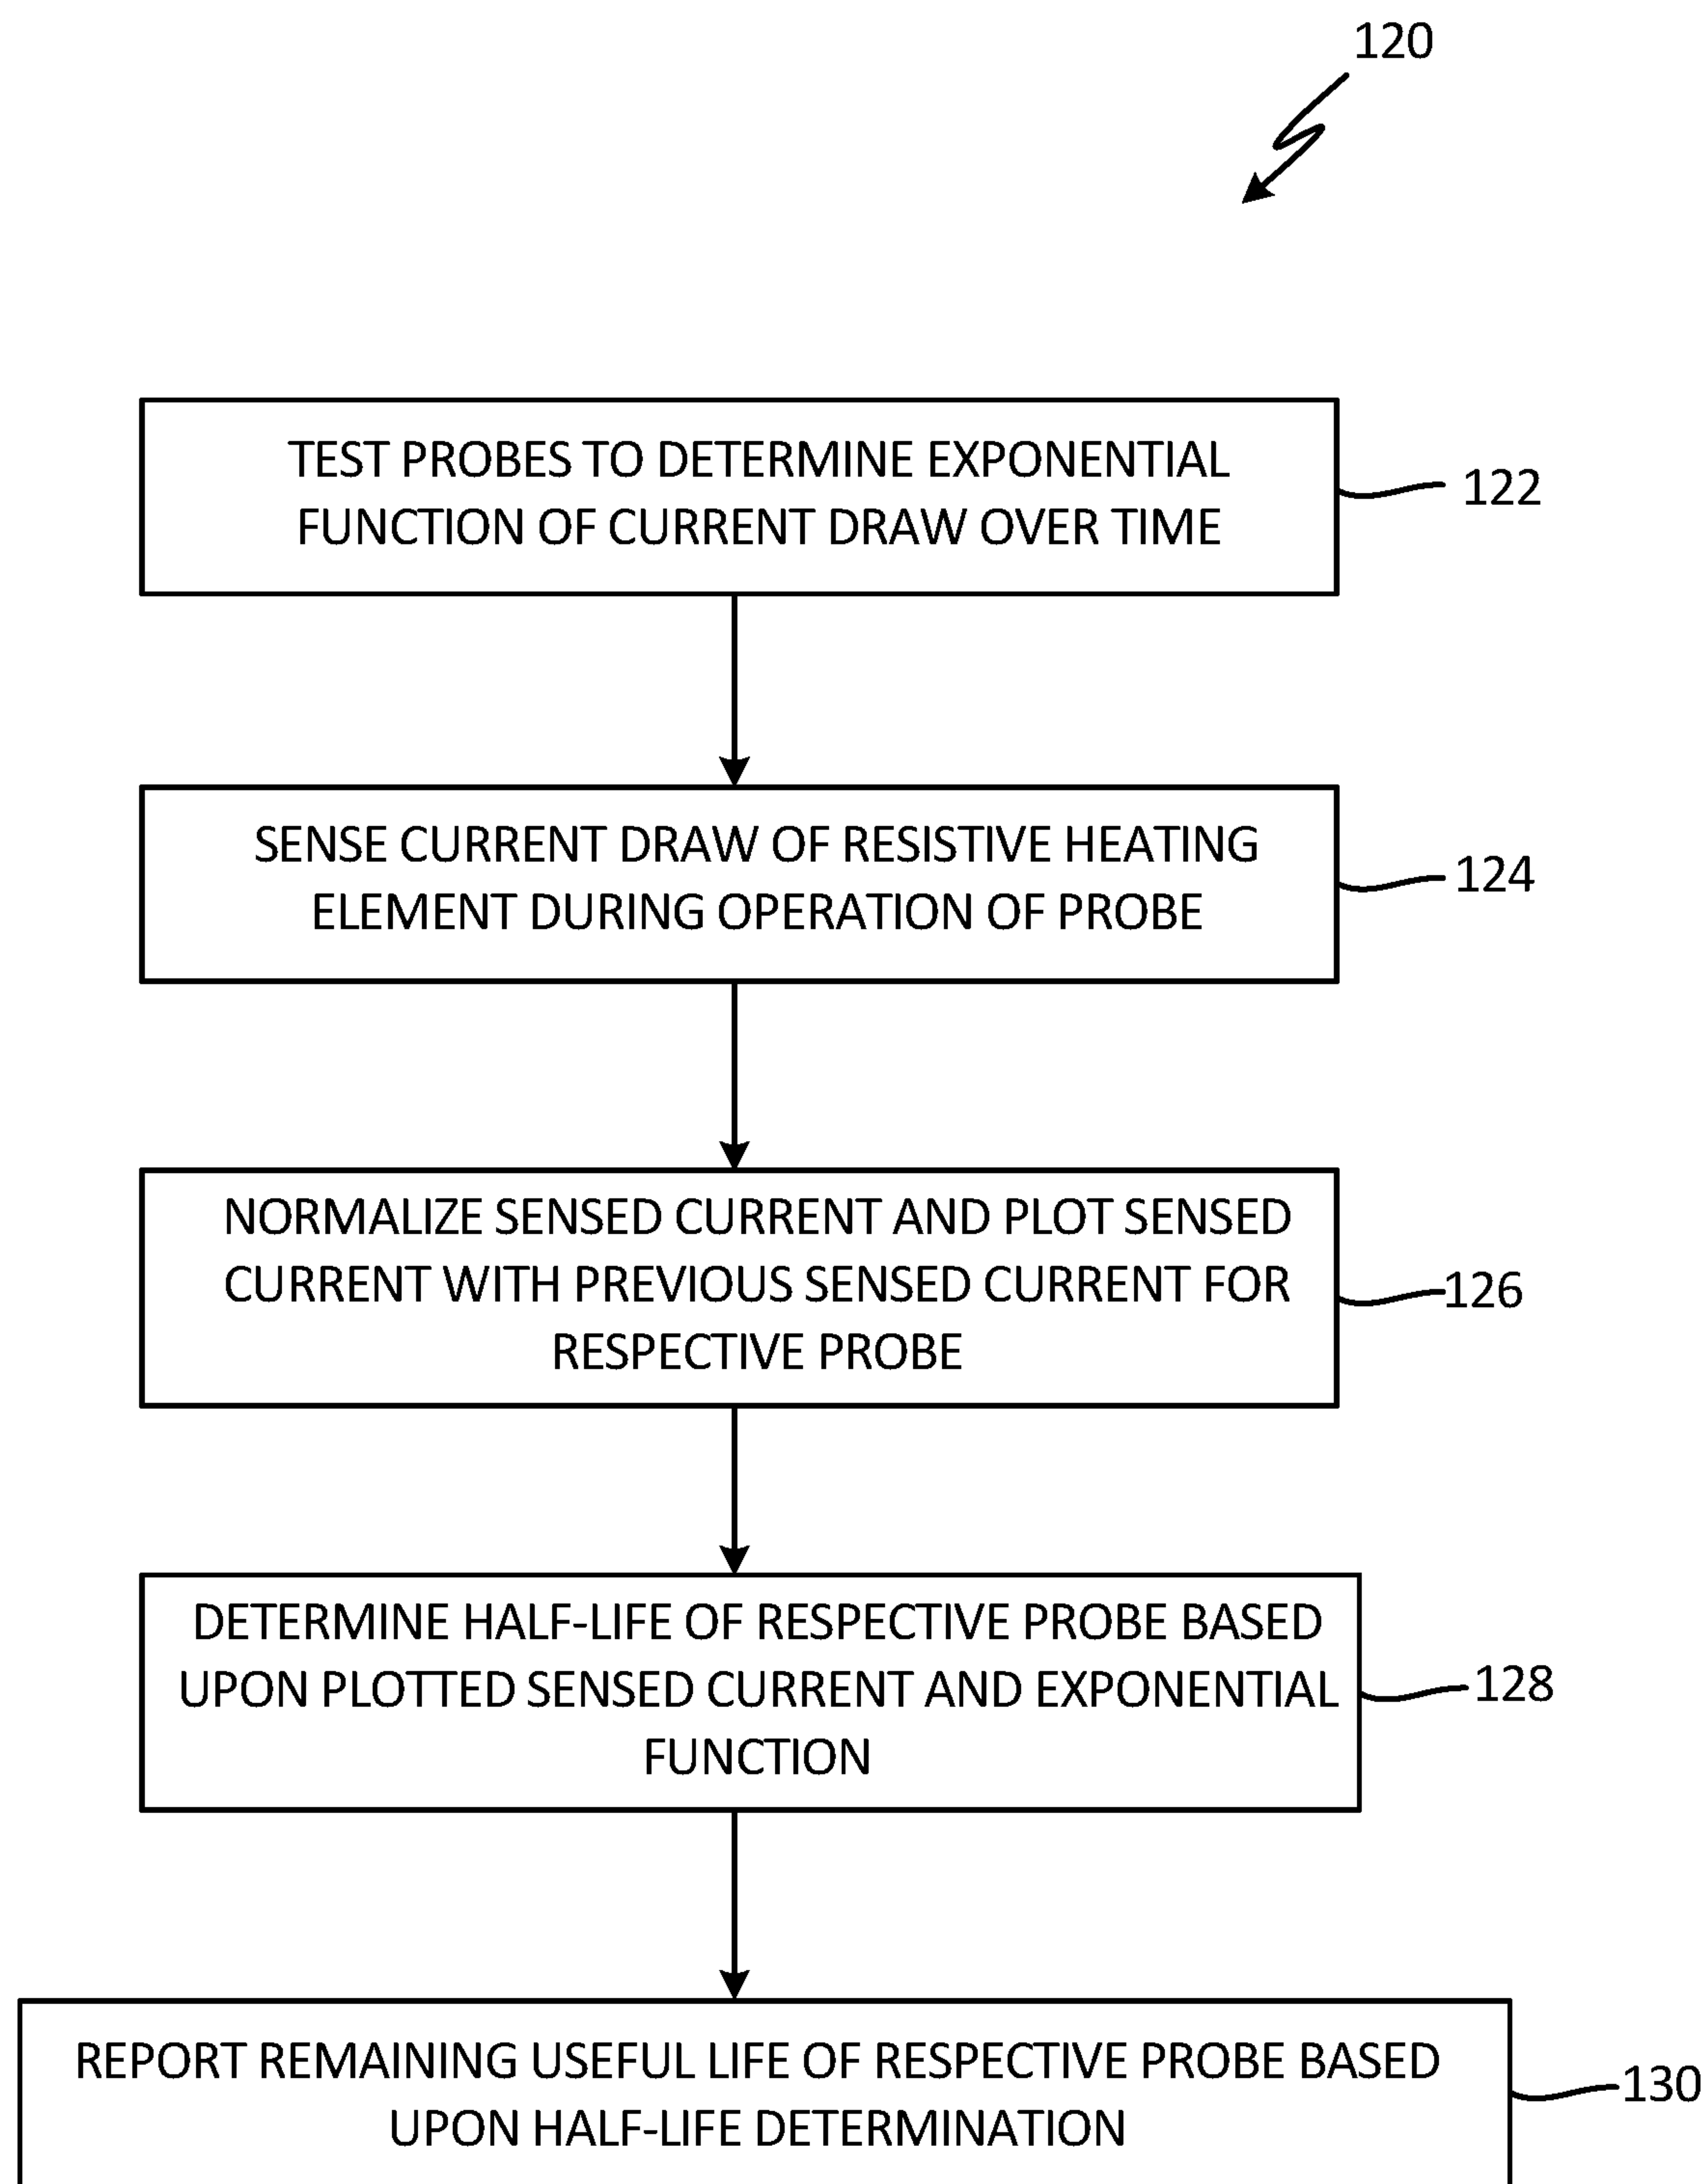 120
TEST PROBES TO DETERMINE EXPONENTIAL
FUNCTION OF CURRENT DRAW OVER TIME
122
SENSE CURRENT DRAW OF RESISTIVE HEATING
ELEMENT DURING OPERATION OF PROBE
124
NORMALIZE SENSED CURRENT AND PLOT SENSED
CURRENT WITH PREVIOUS SENSED CURRENT FOR
RESPECTIVE PROBE
126
DETERMINE HALF-LIFE OF RESPECTIVE PROBE BASED
UPON PLOTTED SENSED CURRENT AND EXPONENTIAL
FUNCTION
128
REPORT REMAINING USEFUL LIFE OF RESPECTIVE PROBE BASED
UPON HALF-LIFE DETERMINATION
130